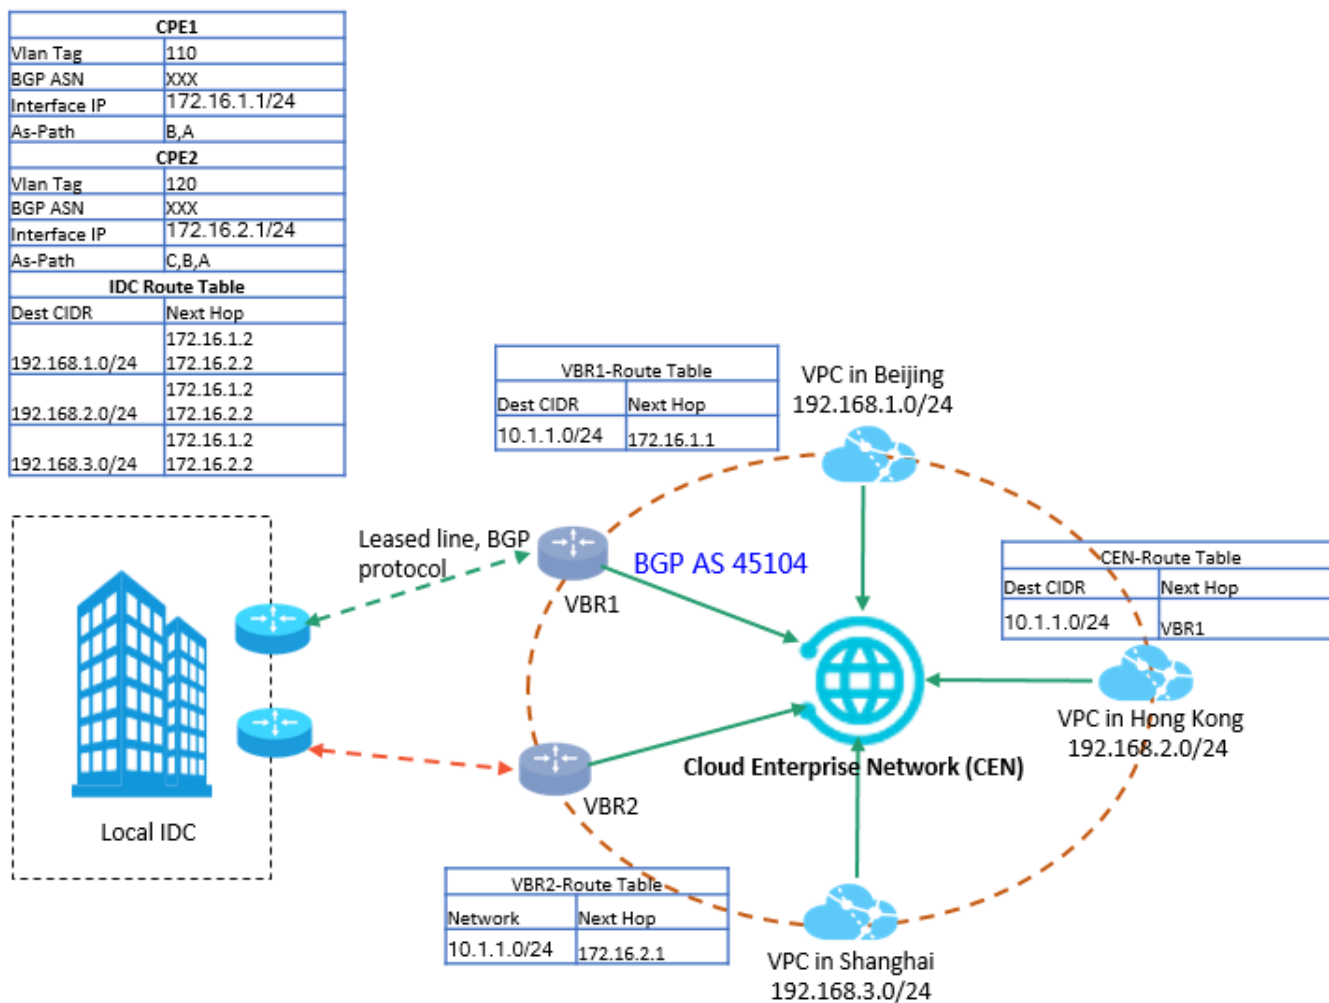 CPE1
Vlan Tag 110
BGP ASN XXX
Interface IP 172.16.1.1/24
As-Path B,A
CPE2
Vlan Tag 120
BGP ASN XXX
Interface IP 172.16.2.1/24
As-Path C,B,A
IDC Route Table
Dest CIDR Next Hop
172.16.1.2
192.168.1.0/24 172.16.2.2
172.16.1.2
192.168.2.0/24 172.16.2.2
172.16.1.2
192.168.3.0/24 172.16.2.2
VBR1-Route Table
Dest CIDR Next Hop
10.1.1.0/24 172.16.1.1
VPC in Beijing
192.168.1.0/24
Leased line, BGP
protocol
VBR1
BGP AS 45104
CEN-Route Table
Dest CIDR Next Hop
10.1.1.0/24 VBR1
VPC in Hong Kong
192.168.2.0/24
Cloud Enterprise Network (CEN)
VBR2
Local IDC
VBR2-Route Table
Network Next Hop
10.1.1.0/24 172.16.2.1
VPC in Shanghai
192.168.3.0/24